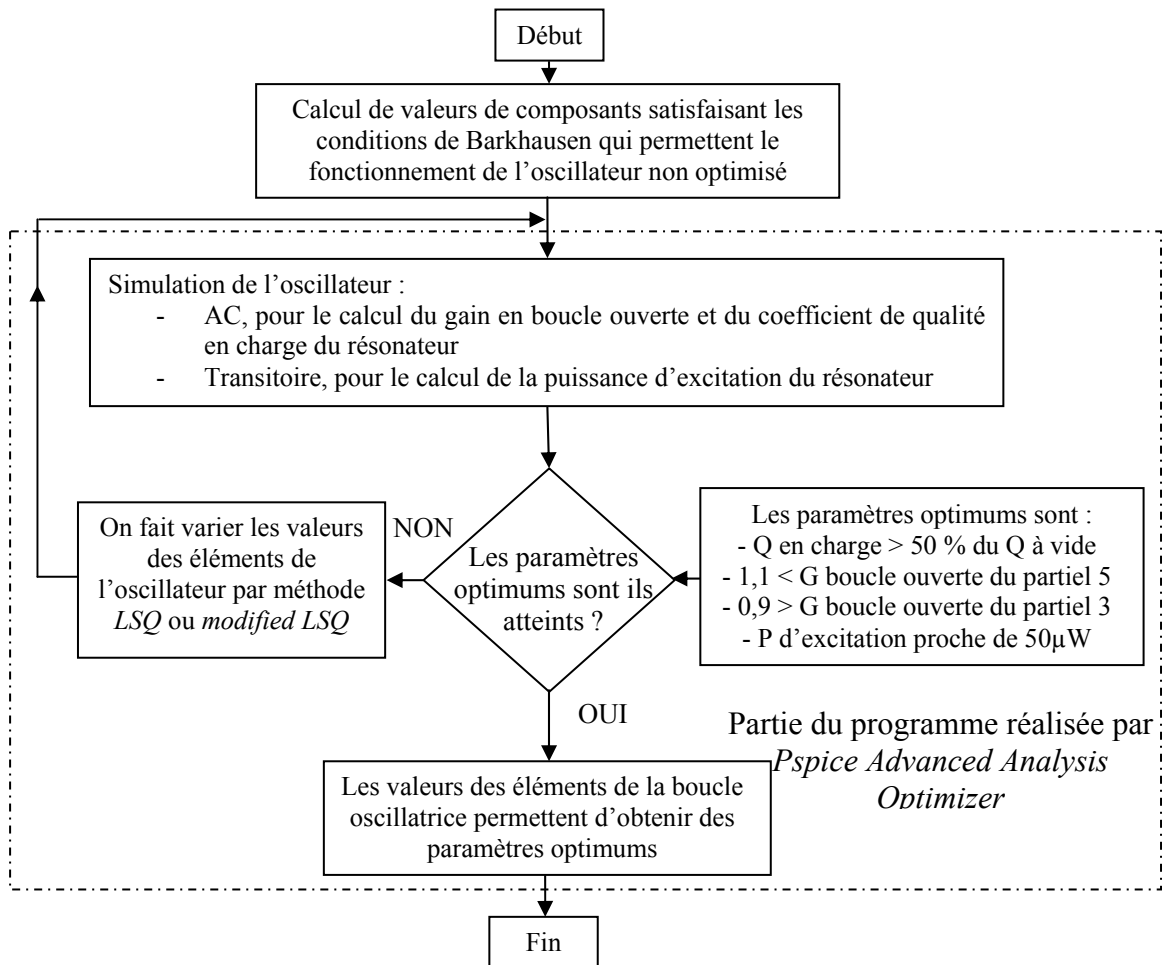 Début
Calcul de valeurs de composants satisfaisant les
conditions de Barkhausen qui permettent le
fonctionnement de l'oscillateur non optimisé
Simulation de l'oscillateur :
- AC, pour le calcul du gain en boucle ouverte et du coefficient de qualité
en charge du résonateur
- Transitoire, pour le calcul de la puissance d'excitation du résonateur
On fait varier les valeurs
des éléments de
l'oscillateur par méthode
LSQ ou modified LSQ
NON
Les paramètres
optimums sont ils
atteints ?
Les paramètres optimums sont :
- Q en charge > 50 % du Q à vide
- 1,1 < G boucle ouverte du partiel 5
- 0,9 > G boucle ouverte du partiel 3
- P d'excitation proche de 50µW
OUI
Partie du programme réalisée par
Pspice Advanced Analysis
Optimizer
Les valeurs des éléments de la boucle
oscillatrice permettent d'obtenir des
paramètres optimums
Fin